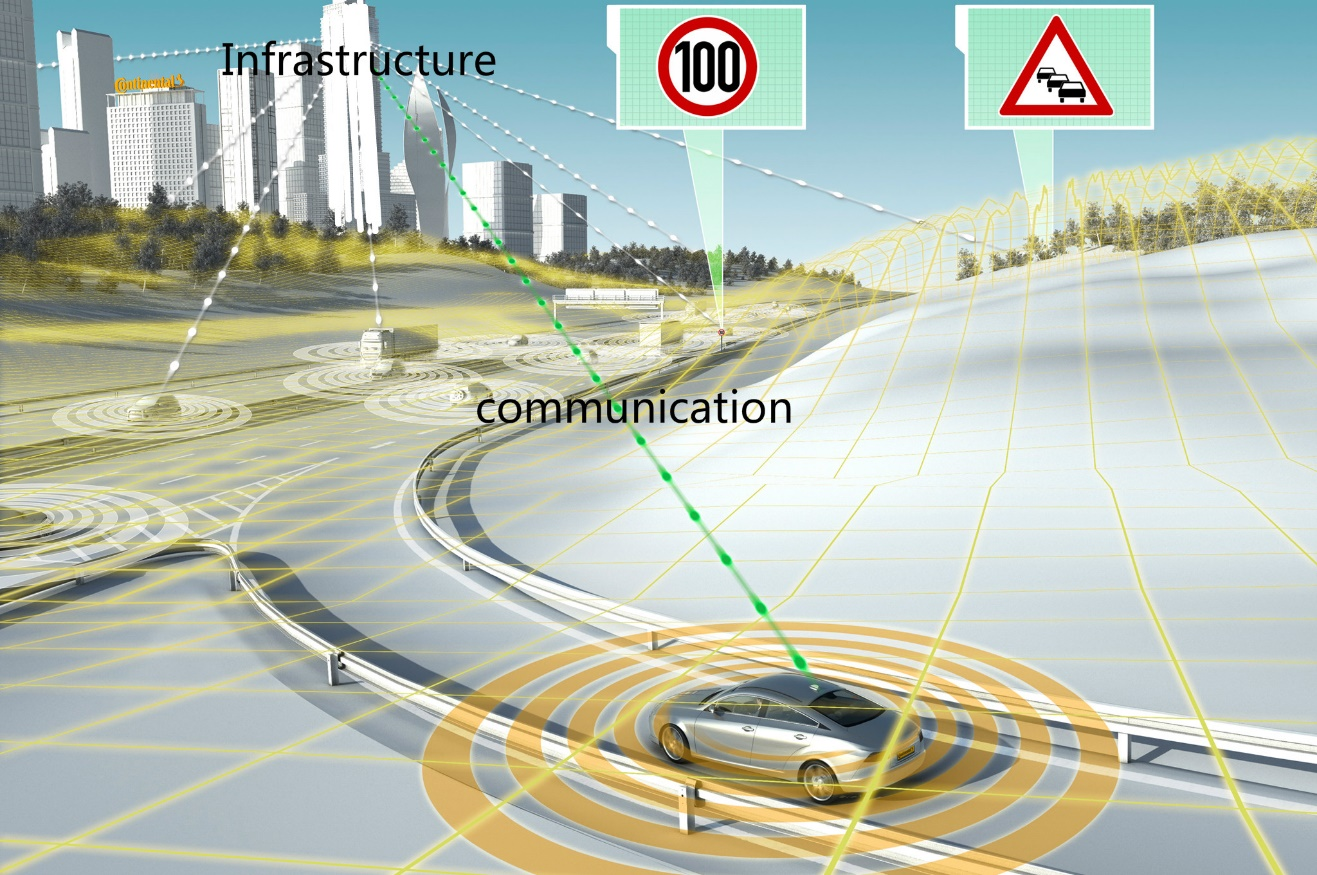 Infrastructure
Continental
100
communication